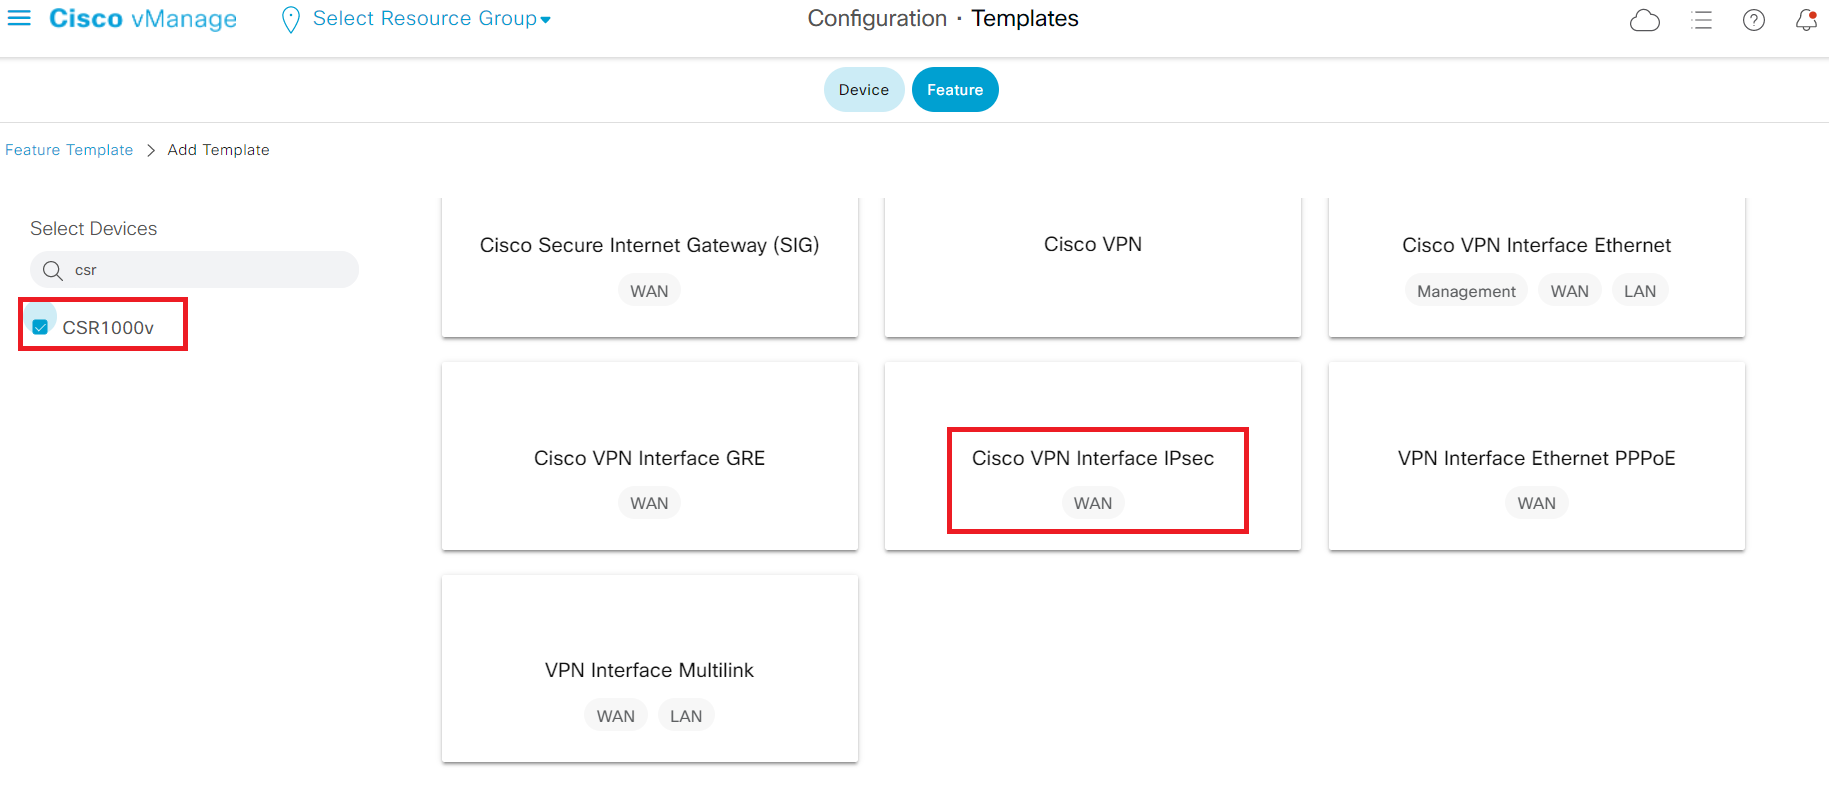 Cisco vManage
Select Resource Group
Configuration · Templates
Device
Feature
Feature Template > Add Template
Select Devices
csr
CSR1000v
Cisco Secure Internet Gateway (SIG)
WAN
Cisco VPN
Cisco VPN Interface Ethernet
Management WAN LAN
Cisco VPN Interface GRE
WAN
Cisco VPN Interface IPsec
WAN
VPN Interface Ethernet PPPoE
WAN
VPN Interface Multilink
WAN LAN